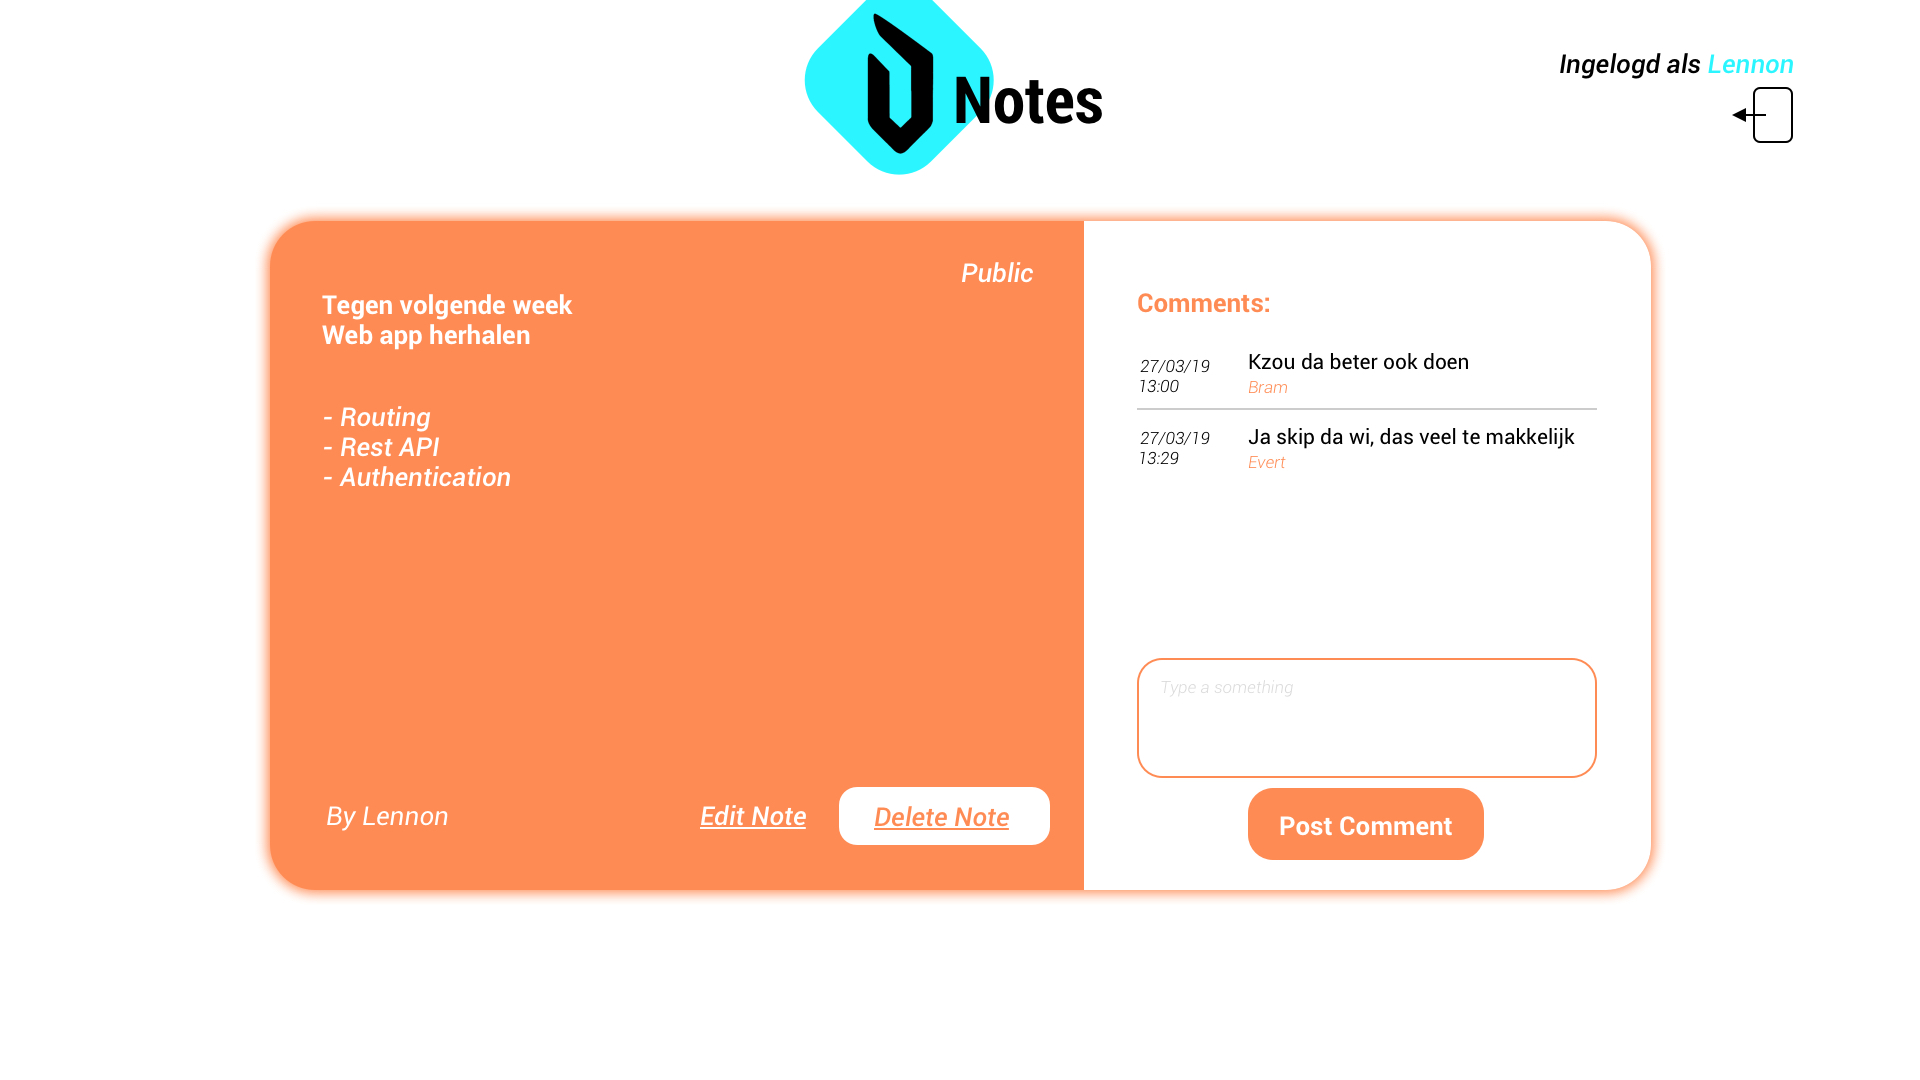 Notes
Ingelogd als Lennon
Public
Tegen volgende week
Web app herhalen
- Routing
- Rest API
- Authentication
By Lennon
Edit Note
Delete Note
Comments:
27/03/19
13:00
Kzou da beter ook doen
Bram
27/03/19
13:29
Ja skip da wi, das veel te makkelijk
Evert
Type a something
Post Comment